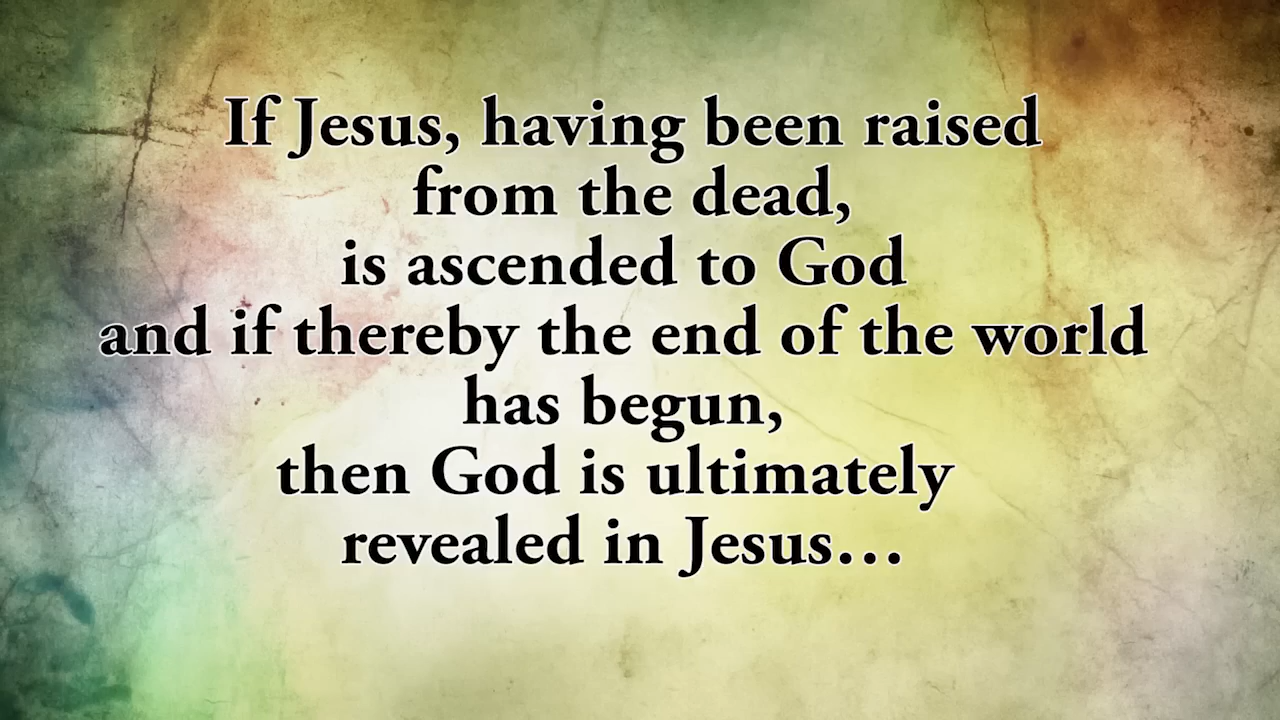 If Jesus, having been raised
from the dead,
is ascended to God
and if thereby the end of the world
has begun,
then God is ultimately
revealed in Jesus…